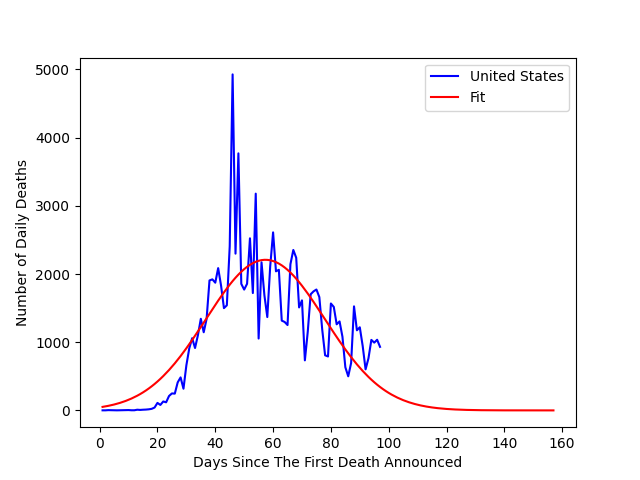 United States
Fit
5000
4000
3000
2000
1000
0
Number of Daily Deaths
0 20 40 60 80 100 120 140 160
Days Since The First Death Announced